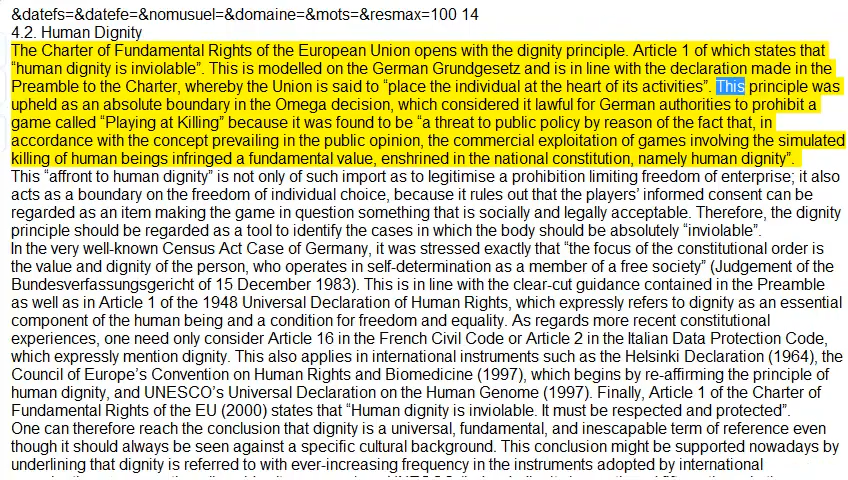 &datefs=&datefe=&nomusuel=&domaine=&mots=&resmax=100 14
4.2. Human Dignity
The Charter of Fundamental Rights of the European Union opens with the dignity principle. Article 1 of which states that
“human dignity is inviolable”. This is modelled on the German Grundgesetz and is in line with the declaration made in the
Preamble to the Charter, whereby the Union is said to “place the individual at the heart of its activities”. This principle was
upheld as an absolute boundary in the Omega decision, which considered it lawful for German authorities to prohibit a
game called “Playing at Killing” because it was found to be “a threat to public policy by reason of the fact that, in
accordance with the concept prevailing in the public opinion, the commercial exploitation of games involving the simulated
killing of human beings infringed a fundamental value, enshrined in the national constitution, namely human dignity”.
This “affront to human dignity” is not only of such import as to legitimise a prohibition limiting freedom of enterprise; it also
acts as a boundary on the freedom of individual choice, because it rules out that the players’ informed consent can be
regarded as an item making the game in question something that is socially and legally acceptable. Therefore, the dignity
principle should be regarded as a tool to identify the cases in which the body should be absolutely “inviolable”.
In the very well-known Census Act Case of Germany, it was stressed exactly that “the focus of the constitutional order is
the value and dignity of the person, who operates in self-determination as a member of a free society” (Judgement of the
Bundesverfassungsgericht of 15 December 1983). This is in line with the clear-cut guidance contained in the Preamble
as well as in Article 1 of the 1948 Universal Declaration of Human Rights, which expressly refers to dignity as an essential
component of the human being and a condition for freedom and equality. As regards more recent constitutional
experiences, one need only consider Article 16 in the French Civil Code or Article 2 in the Italian Data Protection Code,
which expressly mention dignity. This also applies in international instruments such as the Helsinki Declaration (1964), the
Council of Europe’s Convention on Human Rights and Biomedicine (1997), which begins by re-affirming the principle of
human dignity, and UNESCO’s Universal Declaration on the Human Genome (1997). Finally, Article 1 of the Charter of
Fundamental Rights of the EU (2000) states that “Human dignity is inviolable. It must be respected and protected”.
One can therefore reach the conclusion that dignity is a universal, fundamental, and inescapable term of reference even
though it should always be seen against a specific cultural background. This conclusion might be supported nowadays by
underlining that dignity is referred to with ever-increasing frequency in the instruments adopted by international